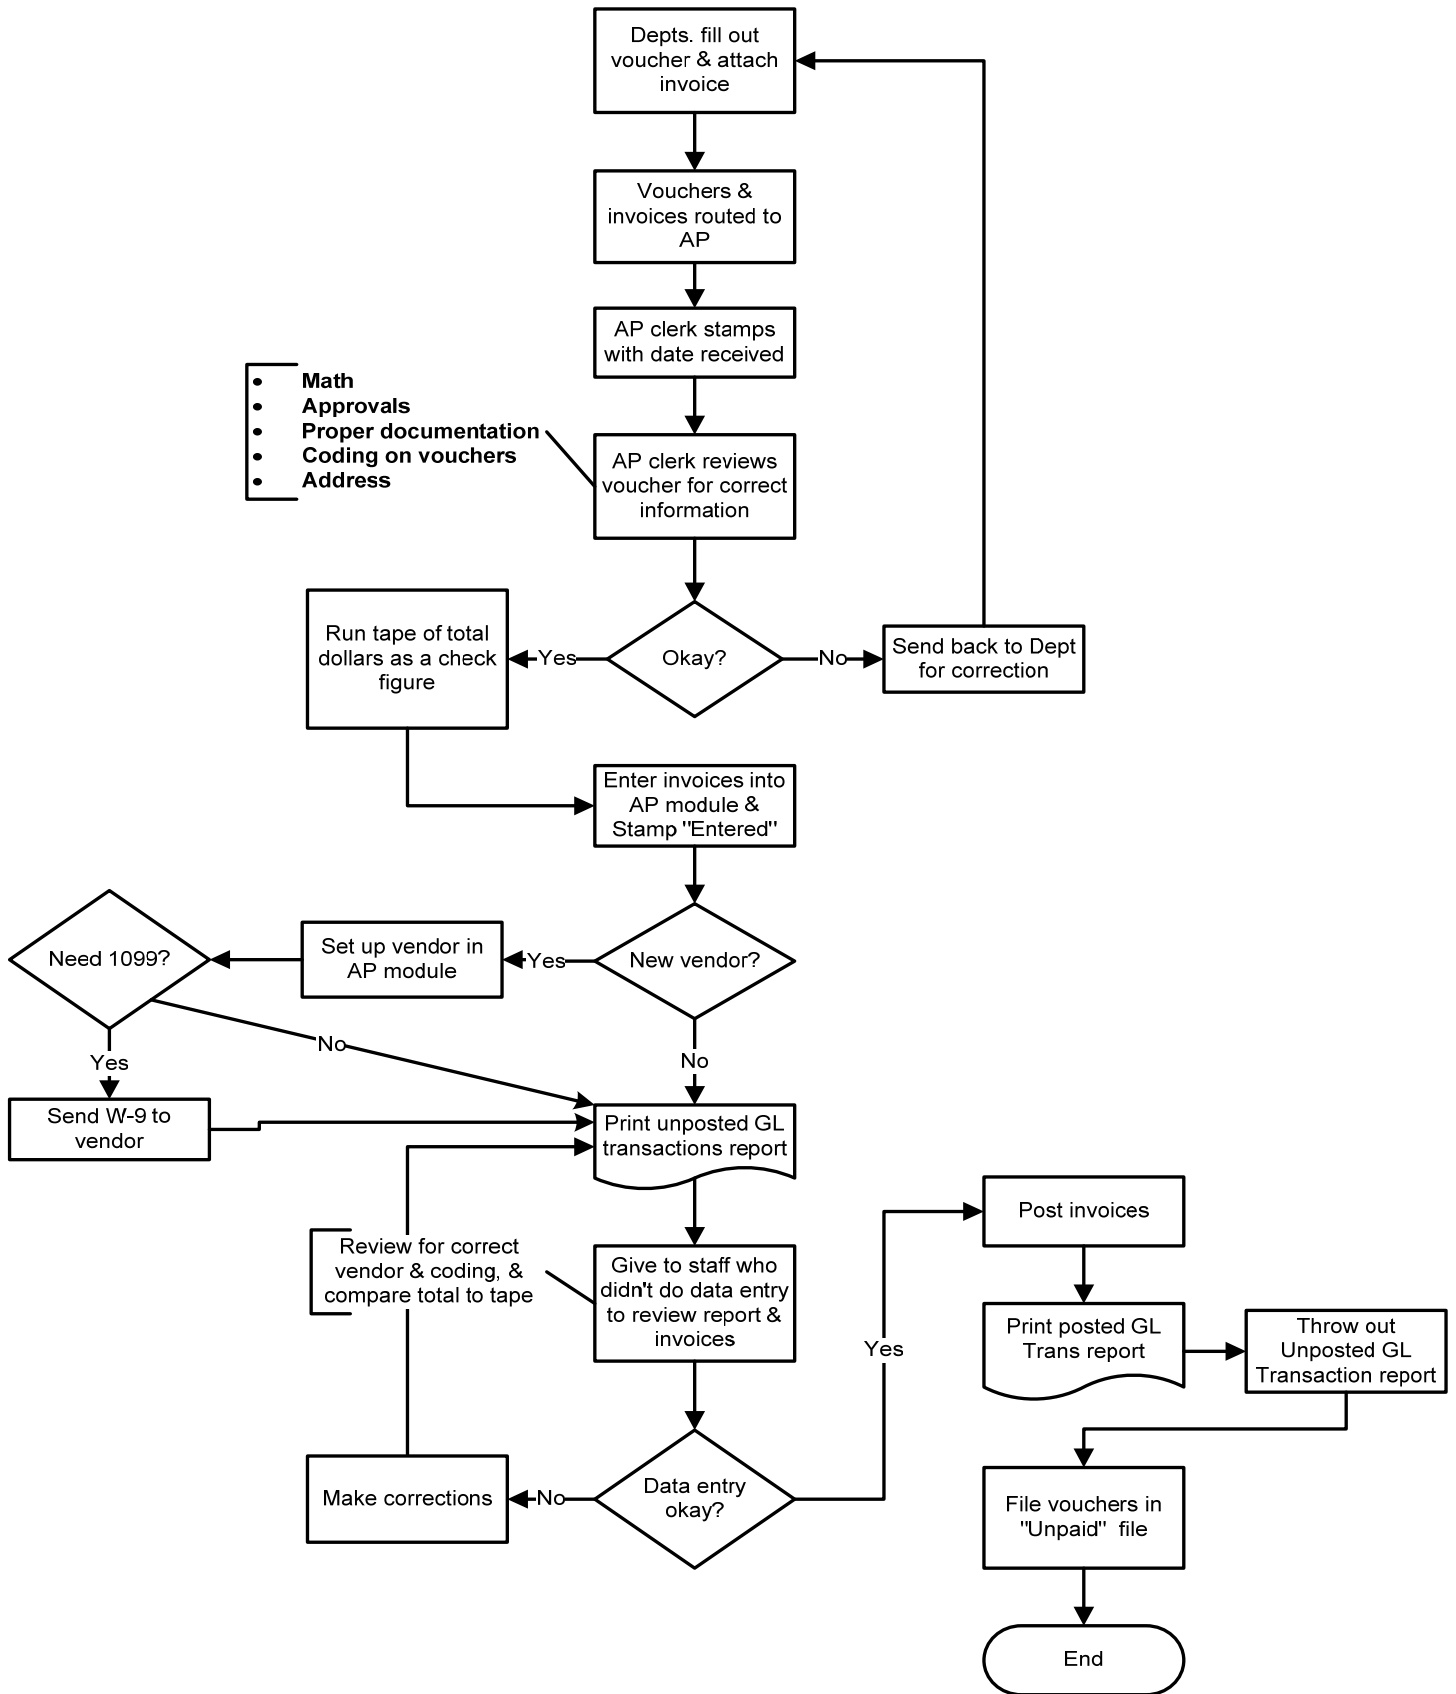 Depts. fill out
voucher & attach
invoice
Vouchers &
invoices routed to
AP
AP clerk stamps
with date received
• Math
• Approvals
• Proper documentation
• Coding on vouchers
• Address
AP clerk reviews
voucher for correct
information
Run tape of total
dollars as a check
figure
Yes
Okay?
No
Send back to Dept
for correction
Enter invoices into
AP module &
Stamp "Entered"
Need 1099?
Set up vendor in
AP module
Yes
New vendor?
No
No
Yes
Send W-9 to
vendor
Print unposted GL
transactions report
Post invoices
Review for correct
vendor & coding, &
compare total to tape
Give to staff who
didn't do data entry
to review report &
invoices
Yes
Print posted GL
Trans report
Throw out
Unposted GL
Transaction report
Make corrections
No
Data entry
okay?
File vouchers in
"Unpaid" file
End